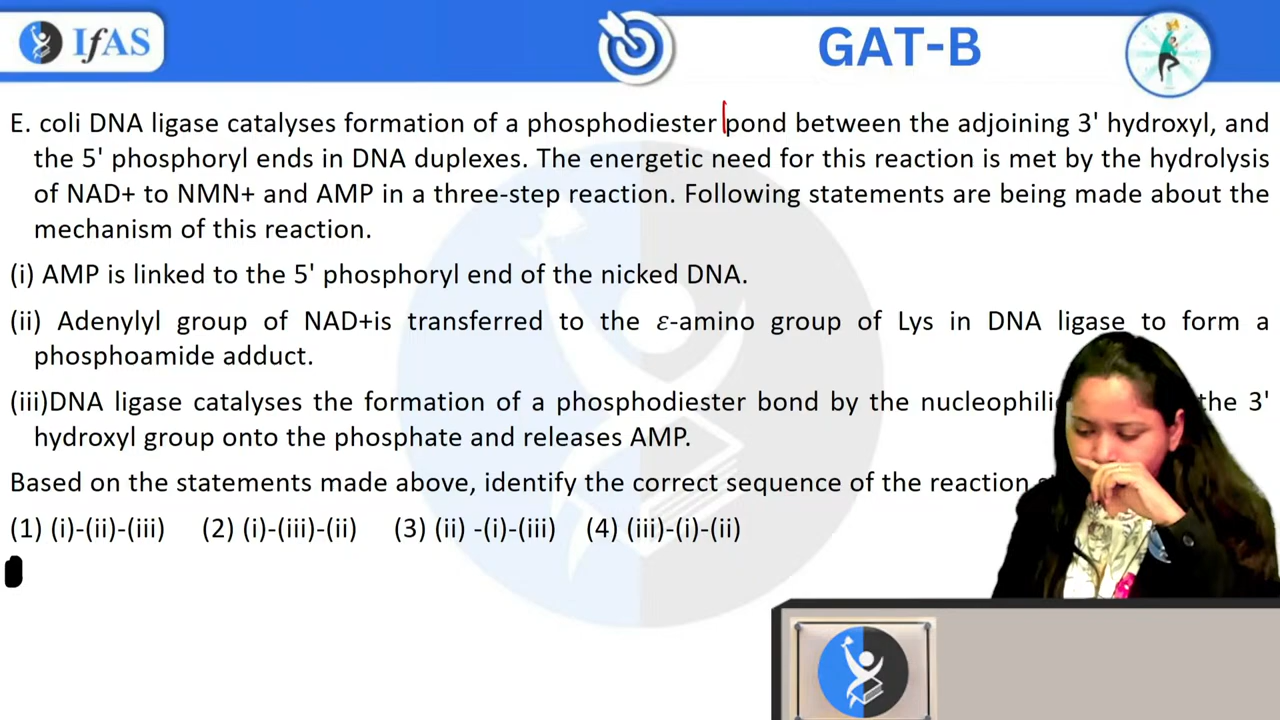 IfAS
GAT-B
E. coli DNA ligase catalyses formation of a phosphodiester pond between the adjoining 3' hydroxyl, and
the 5' phosphoryl ends in DNA duplexes. The energetic need for this reaction is met by the hydrolysis
of NAD+ to NMN+ and AMP in a three-step reaction. Following statements are being made about the
mechanism of this reaction.
(i) AMP is linked to the 5' phosphoryl end of the nicked DNA.
(ii) Adenylyl group of NAD+is transferred to the ε-amino group of Lys in DNA ligase to form a
phosphoamide adduct.
(iii)DNA ligase catalyses the formation of a phosphodiester bond by the the 3'
hydroxyl group onto the phosphate and releases AMP.
Based on the statements made above, identify the correct sequence of the reaction
(1) (i)-(ii)-(iii) (2) (i)-(iii)-(ii) (3) (ii) -(i)-(iii) (4) (iii)-(i)-(ii)